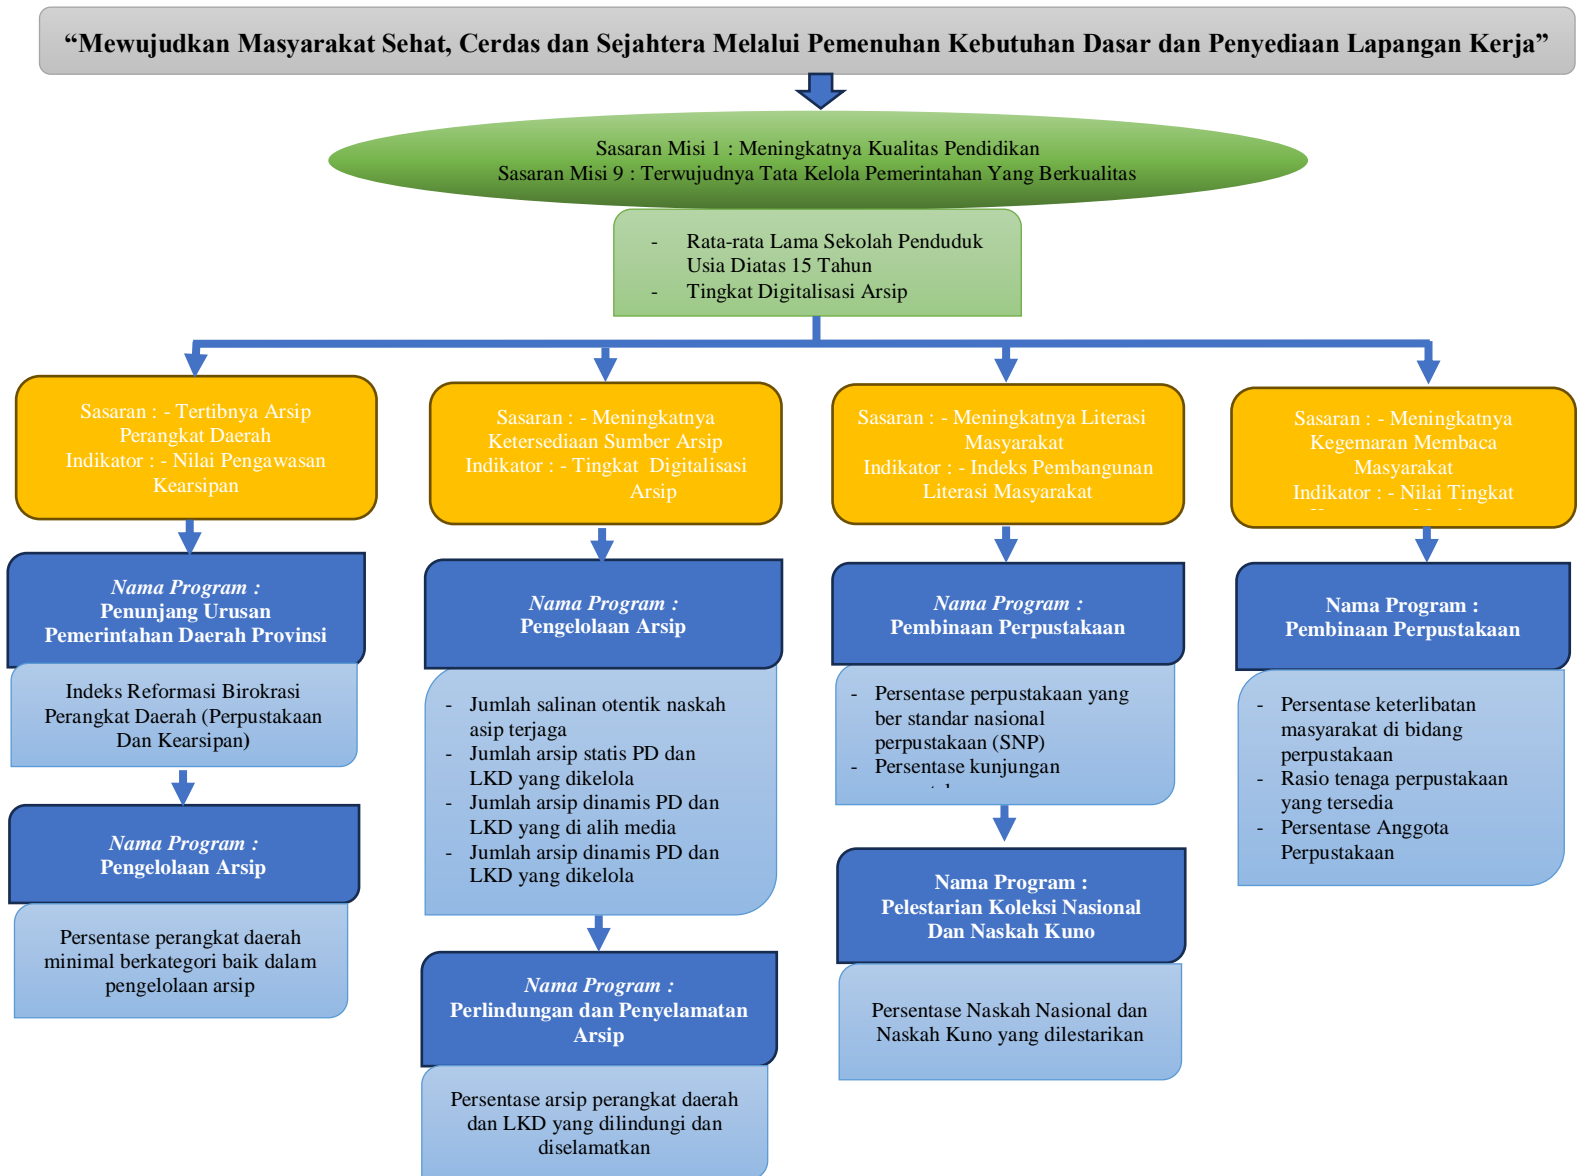 “Mewujudkan Masyarakat Sehat, Cerdas dan Sejahtera Melalui Pemenuhan Kebutuhan Dasar dan Penyediaan Lapangan Kerja”
Sasaran Misi 1 : Meningkatnya Kualitas Pendidikan
Sasaran Misi 9 : Terwujudnya Tata Kelola Pemerintahan Yang Berkualitas
- Rata-rata Lama Sekolah Penduduk
Usia Diatas 15 Tahun
- Tingkat Digitalisasi Arsip
Sasaran : - Tertibnya Arsip
Perangkat Daerah
Indikator : - Nilai Pengawasan
Kearsipan
Nama Program :
Penunjang Urusan
Pemerintahan Daerah Provinsi
Indeks Reformasi Birokrasi
Perangkat Daerah (Perpustakaan
Dan Kearsipan)
Nama Program :
Pengelolaan Arsip
Persentase perangkat daerah
minimal berkategori baik dalam
pengelolaan arsip
Sasaran : - Meningkatnya
Ketersediaan Sumber Arsip
Indikator : - Tingkat Digitalisasi
Arsip
Nama Program :
Pengelolaan Arsip
- Jumlah salinan otentik naskah
asip terjaga
- Jumlah arsip statis PD dan
LKD yang dikelola
- Jumlah arsip dinamis PD dan
LKD yang di alih media
- Jumlah arsip dinamis PD dan
LKD yang dikelola
Nama Program :
Perlindungan dan Penyelamatan
Arsip
Persentase arsip perangkat daerah
dan LKD yang dilindungi dan
diselamatkan
Sasaran : - Meningkatnya Literasi
Masyarakat
Indikator : - Indeks Pembangunan
Literasi Masyarakat
Nama Program :
Pembinaan Perpustakaan
- Persentase perpustakaan yang
ber standar nasional
perpustakaan (SNP)
- Persentase kunjungan
Nama Program :
Pelestarian Koleksi Nasional
Dan Naskah Kuno
Persentase Naskah Nasional dan
Naskah Kuno yang dilestarikan
Sasaran : - Meningkatnya
Kegemaran Membaca
Masyarakat
Indikator : - Nilai Tingkat
Nama Program :
Pembinaan Perpustakaan
- Persentase keterlibatan
masyarakat di bidang
perpustakaan
- Rasio tenaga perpustakaan
yang tersedia
- Persentase Anggota
Perpustakaan